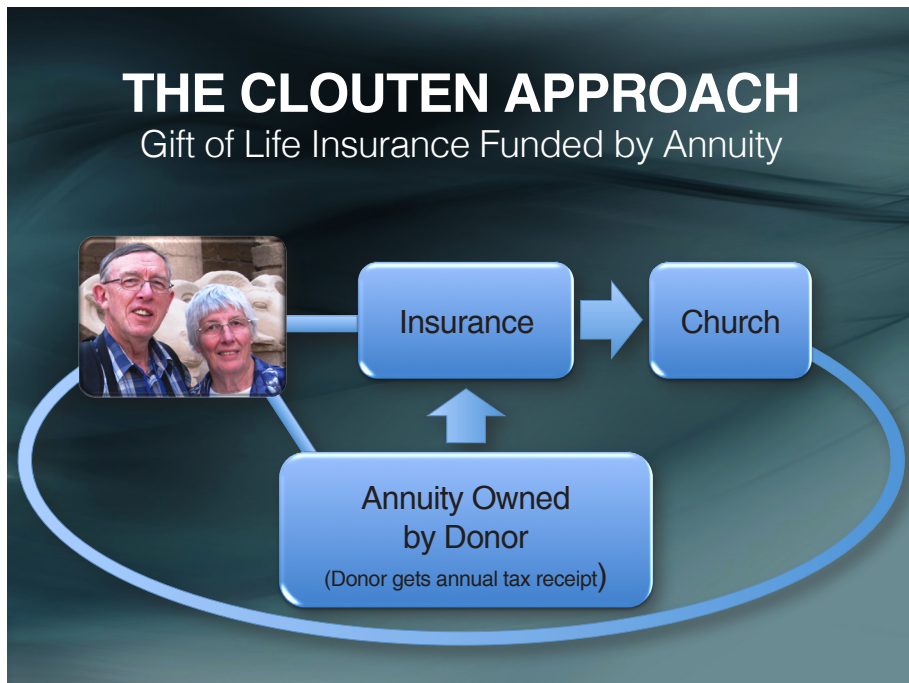 THE CLOUTEN APPROACH
Gift of Life Insurance Funded by Annuity
Insurance
Church
Annuity Owned
by Donor
(Donor gets annual tax receipt)